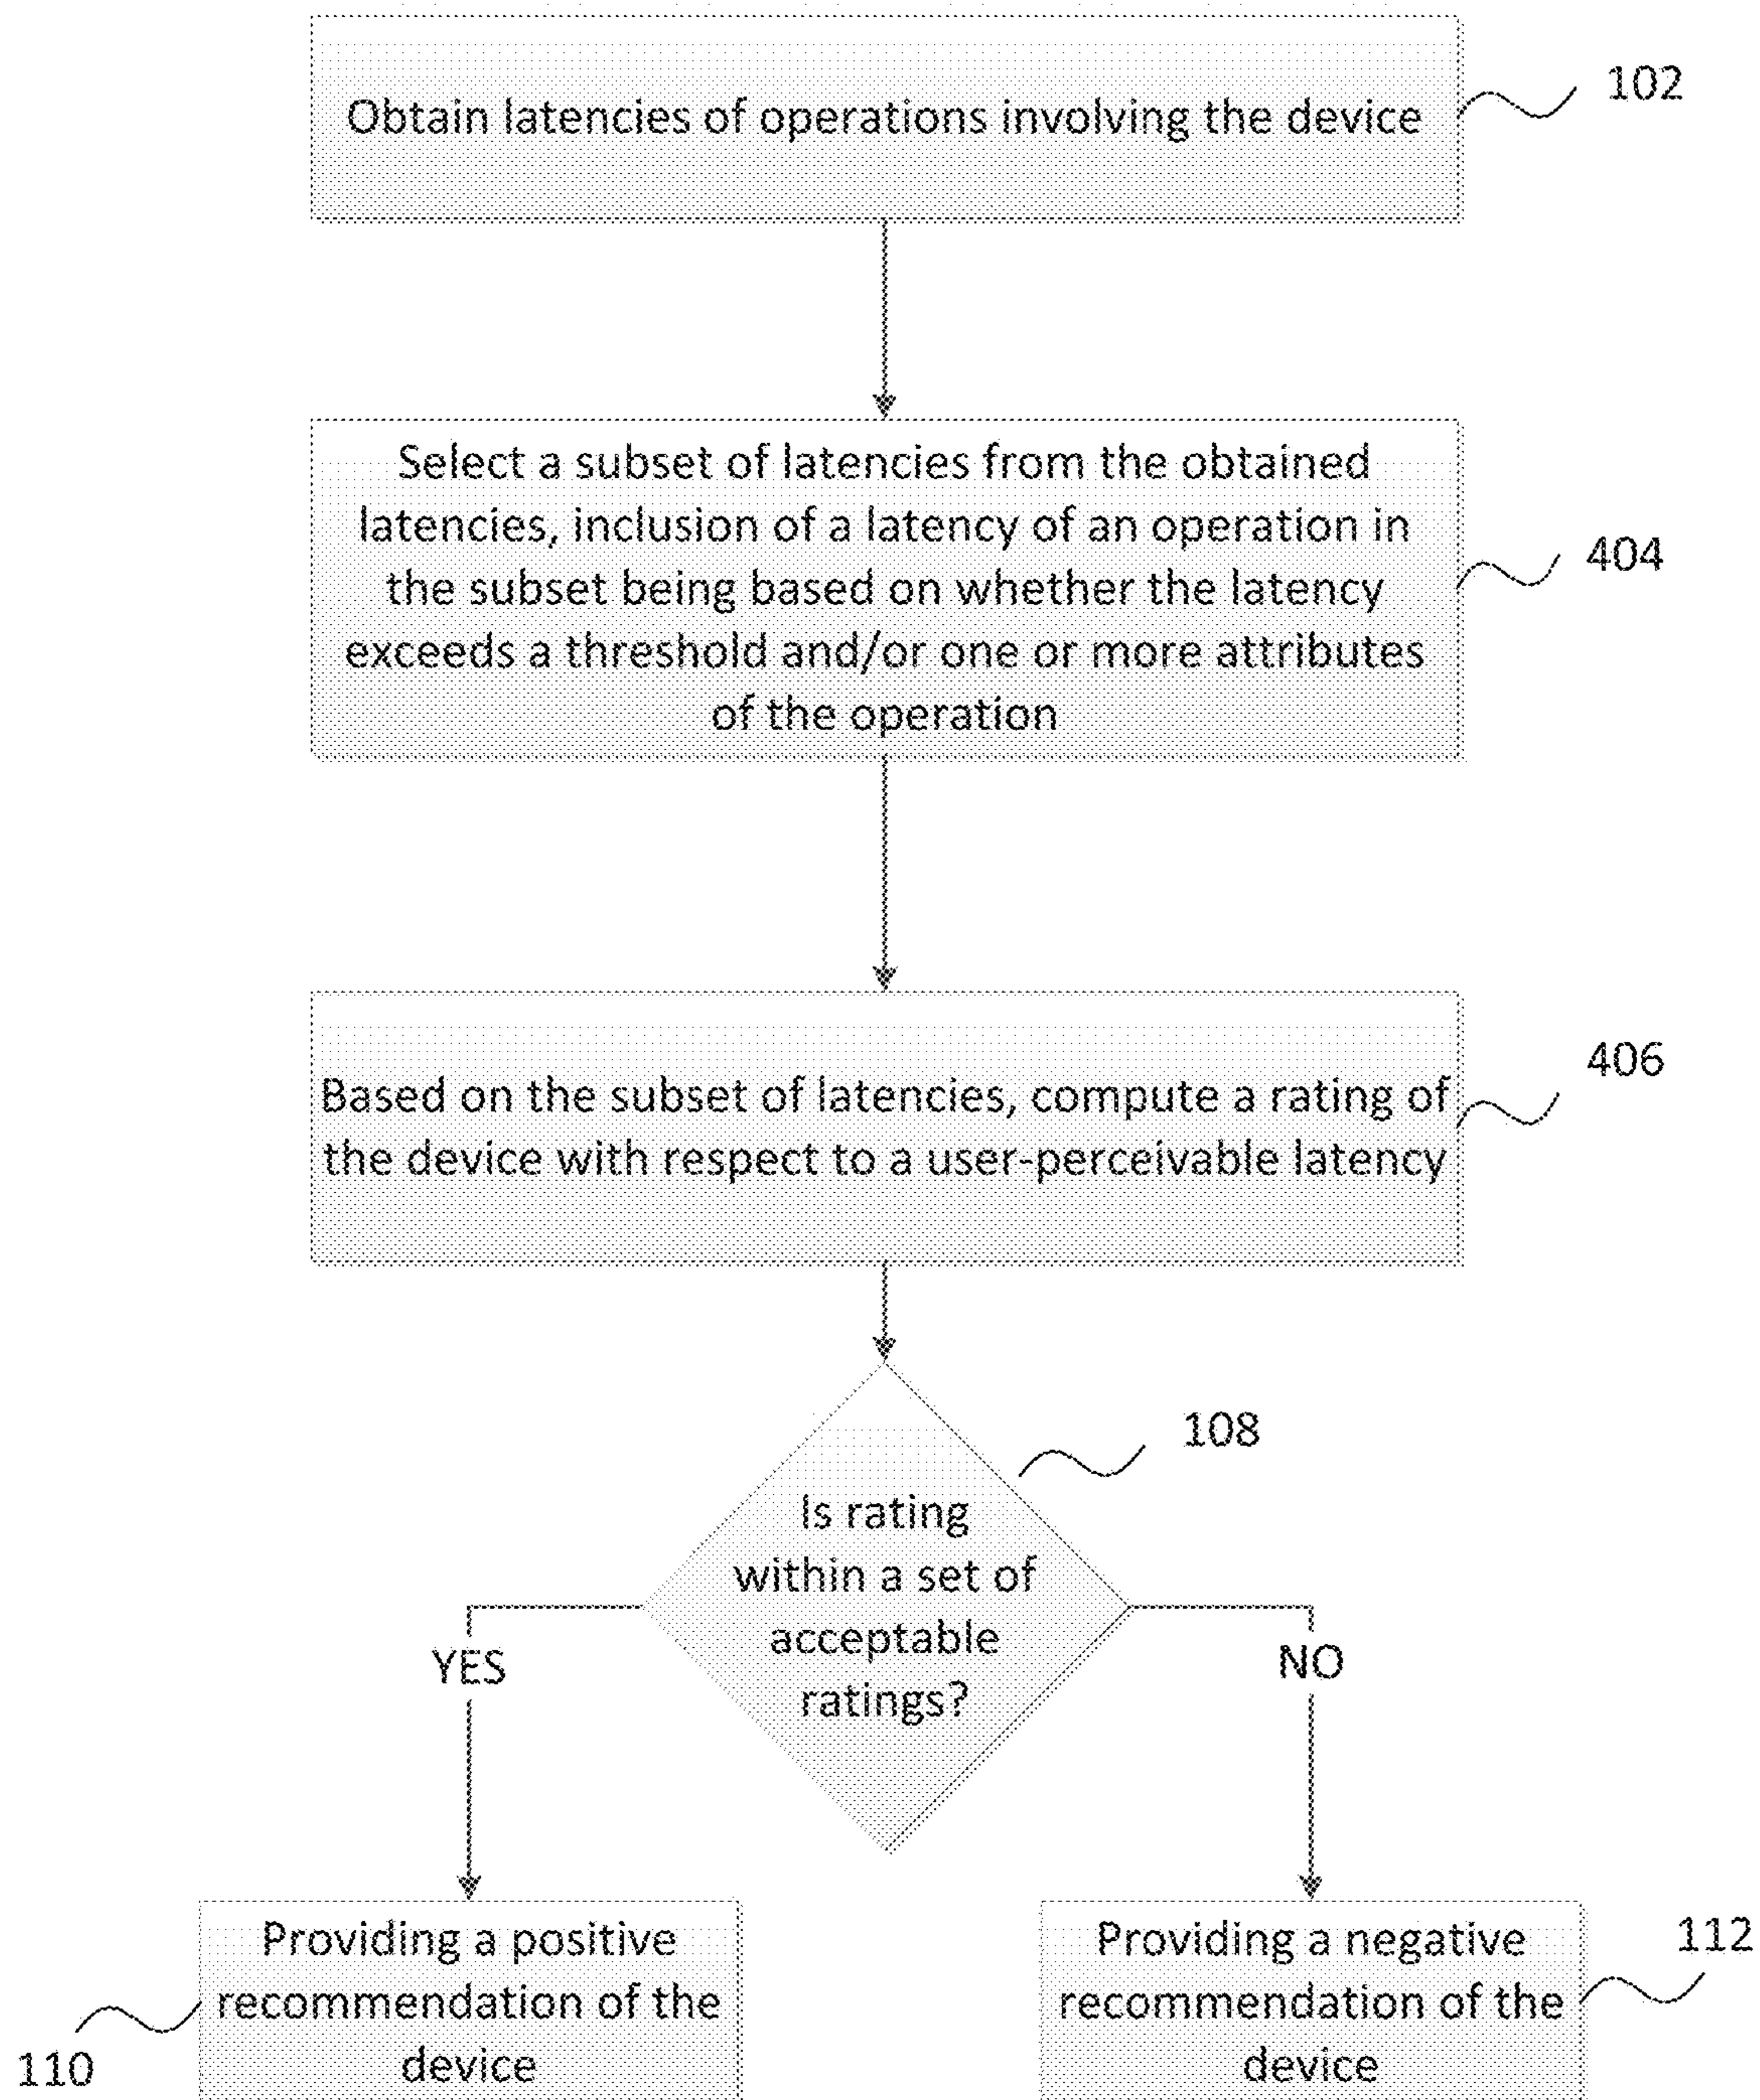 Obtain latencies of operations involving the device
102
Select a subset of latencies from the obtained
latencies, inclusion of a latency of an operation in
the subset being based on whether the latency
exceeds a threshold and/or one or more attributes
of the operation
404
Based on the subset of latencies, compute a rating of
the device with respect to a user-perceivable latency
406
108
Is rating
within a set of
acceptable
ratings?
YES
NO
Providing a positive
recommendation of the
device
110
Providing a negative
recommendation of the
device
112